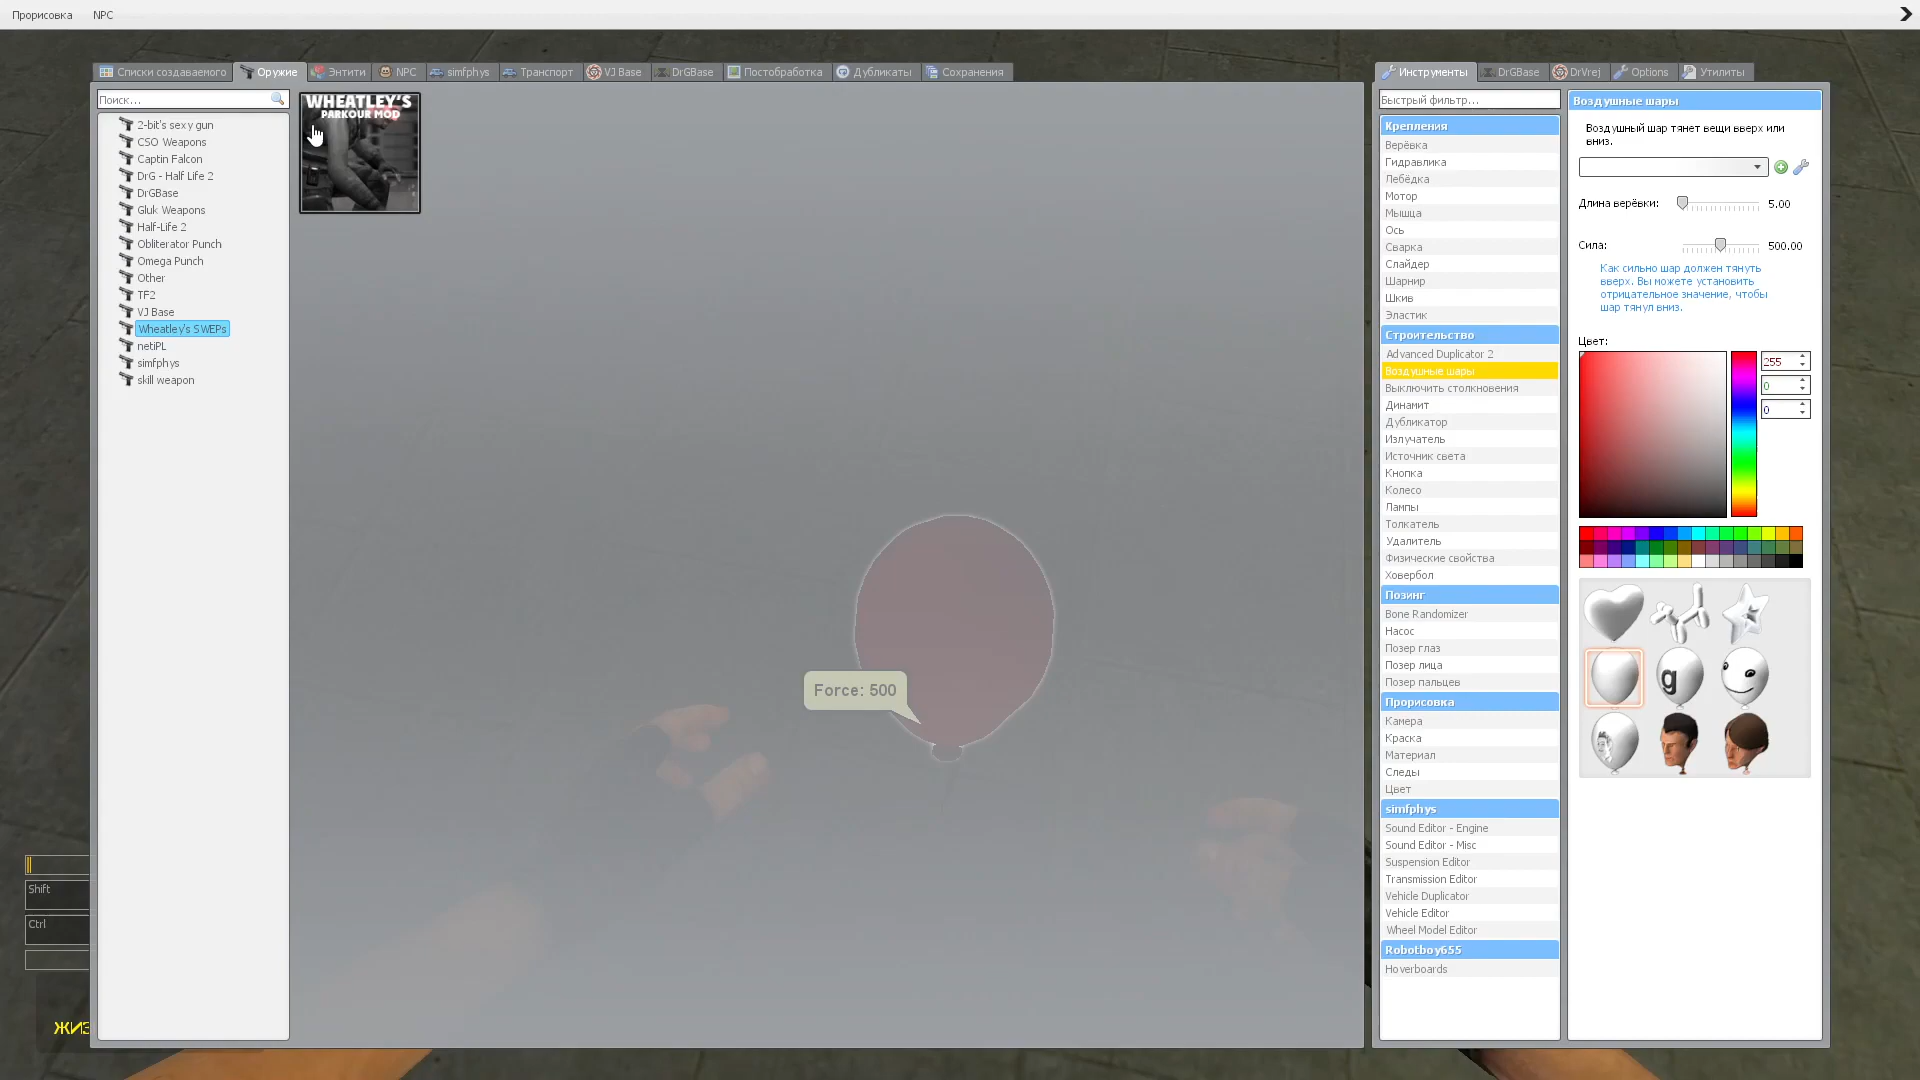 Прорисовка NPC
Списки создаваемого Оружие Энтити NPC simfphys Транспорт VJ Base DrGBase Постобработка Дубликаты Сохранения
Поиск...
2-bit's sexy gun
CSO Weapons
Captin Falcon
DrG - Half Life 2
DrGBase
Gluk Weapons
Half-Life 2
Obliterator Punch
Omega Punch
Other
TF2
VJ Base
Wheatley's SWEPs
netiPL
simfphys
skill weapon
WHEATLEY'S
PARKOUR MOD
Force: 500
Shift
Ctrl
Инструменты DrGBase DrVrej Options Утилиты
Быстрый фильтр...
Крепления
Верёвка
Гидравлика
Лебёдка
Мотор
Мышца
Ось
Сварка
Слайдер
Шарнир
Шкив
Эластик
Строительство
Advanced Duplicator 2
Воздушные шары
Выключить столкновения
Динамит
Дубликатор
Излучатель
Источник света
Кнопка
Колесо
Лампы
Толкатель
Удалитель
Физические свойства
Ховербол
Позинг
Bone Randomizer
Насос
Позер глаз
Позер лица
Позер пальцев
Прорисовка
Камера
Краска
Материал
Следы
Цвет
simfphys
Sound Editor - Engine
Sound Editor - Misc
Suspension Editor
Transmission Editor
Vehicle Duplicator
Vehicle Editor
Wheel Model Editor
Robotboy655
Hoverboards
Воздушные шары
Воздушный шар тянет вещи вверх или
вниз.
Длина верёвки: 5.00
Сила: 500.00
Как сильно шар должен тянуть
вверх. Вы можете установить
отрицательное значение, чтобы
шар тянул вниз.
Цвет:
255
0
0
g